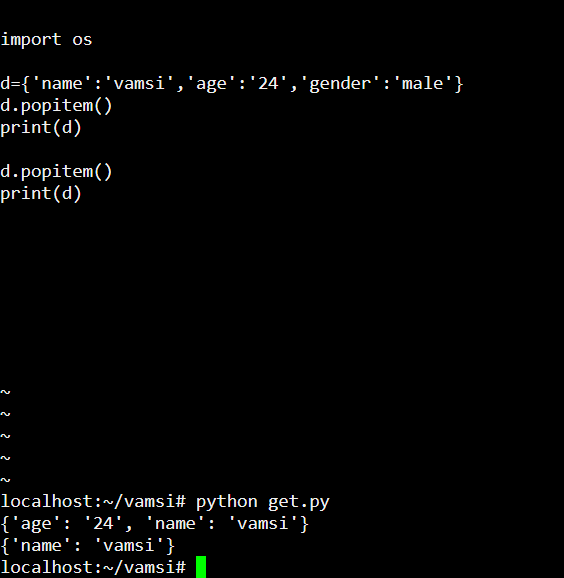 import os
d={'name':'vamsi','age':'24','gender':'male'}
d.popitem()
print(d)
d.popitem()
print(d)
~
~
~
~
~
localhost:~/vamsi# python get.py
{'age': '24', 'name': 'vamsi'}
{'name': 'vamsi'}
localhost:~/vamsi#